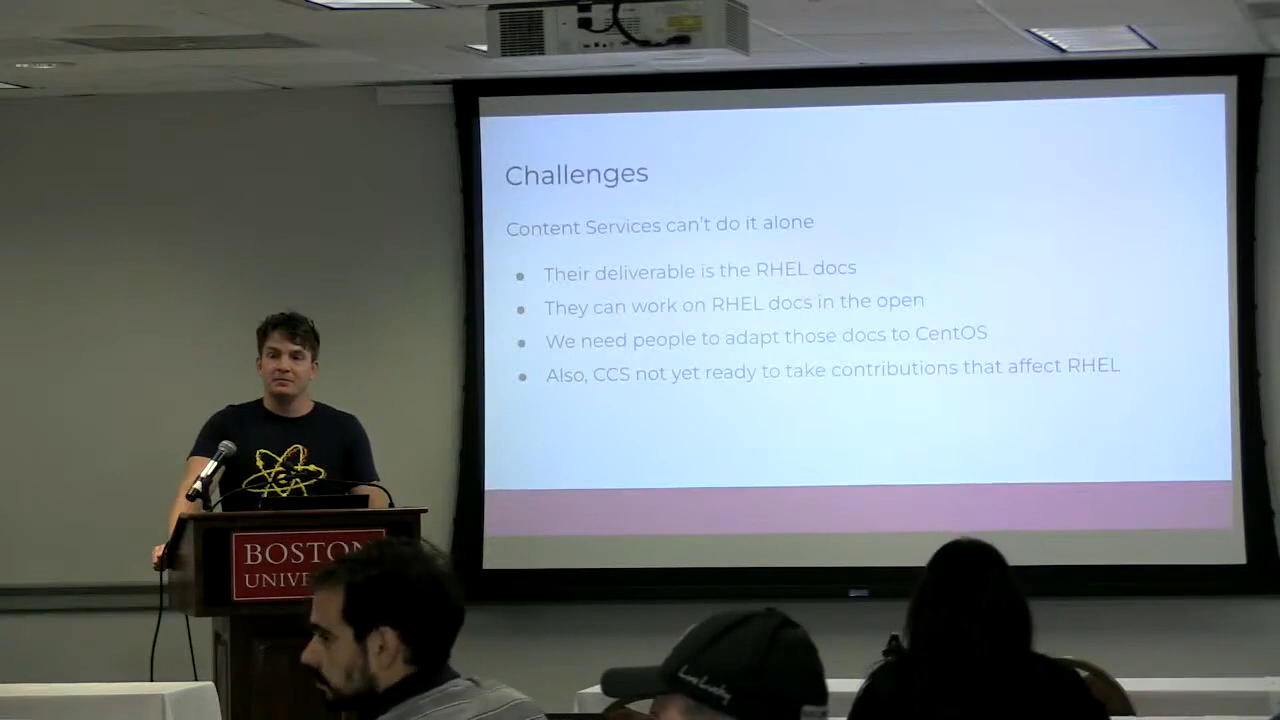 Challenges
Content Services can't do it alone
Their deliverable is the RHEL docs
They can work on RHEL docs in the open
We need people to adapt those docs to CentOS
Also, CCS not yet ready to take contributions that affect RHEL
BOSTON